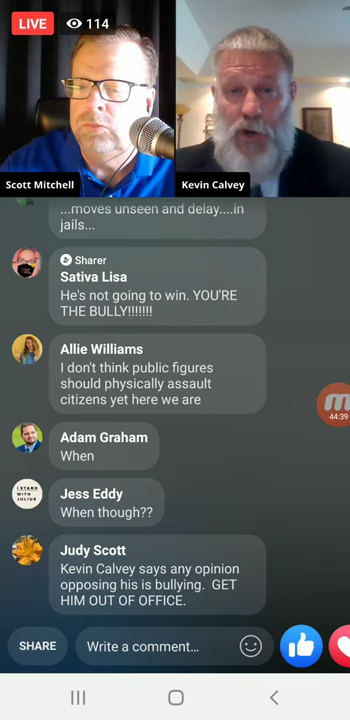 LIVE
114
Scott Mitchell
Kevin Calvey
...moves unseen and delay....in
jails...
Sharer
Sativa Lisa
He's not going to win. YOU'RE
THE BULLY!!!!!!!
Allie Williams
I don't think public figures
should physically assault
citizens yet here we are
44:39
Adam Graham
When
I STAND
WITH
JULIUS
Jess Eddy
When though??
Judy Scott
Kevin Calvey says any opinion
opposing his is bullying. GET
HIM OUT OF OFFICE.
SHARE
Write a comment...